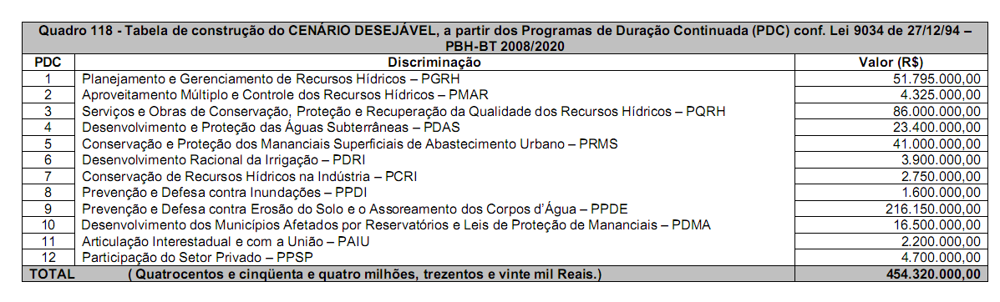 Quadro 118 - Tabela de construção do CENÁRIO DESEJÁVEL, a partir dos Programas de Duração Continuada (PDC) conf. Lei 9034 de 27/12/94 –
PBH-BT 2008/2020
PDC Discriminação Valor (R$)
1 Planejamento e Gerenciamento de Recursos Hídricos – PGRH 51.795.000,00
2 Aproveitamento Múltiplo e Controle dos Recursos Hídricos – PMAR 4.325.000,00
3 Serviços e Obras de Conservação, Proteção e Recuperação da Qualidade dos Recursos Hídricos – PQRH 86.000.000,00
4 Desenvolvimento e Proteção das Águas Subterrâneas – PDAS 23.400.000,00
5 Conservação e Proteção dos Mananciais Superficiais de Abastecimento Urbano – PRMS 41.000.000,00
6 Desenvolvimento Racional da Irrigação – PDRI 3.900.000,00
7 Conservação de Recursos Hídricos na Indústria – PCRI 2.750.000,00
8 Prevenção e Defesa contra Inundações – PPDI 1.600.000,00
9 Prevenção e Defesa contra Erosão do Solo e o Assoreamento dos Corpos d'Água – PPDE 216.150.000,00
10 Desenvolvimento dos Municípios Afetados por Reservatórios e Leis de Proteção de Mananciais – PDMA 16.500.000,00
11 Articulação Interestadual e com a União – PAIU 2.200.000,00
12 Participação do Setor Privado – PPSP 4.700.000,00
TOTAL ( Quatrocentos e cinqüenta e quatro milhões, trezentos e vinte mil Reais.) 454.320.000,00